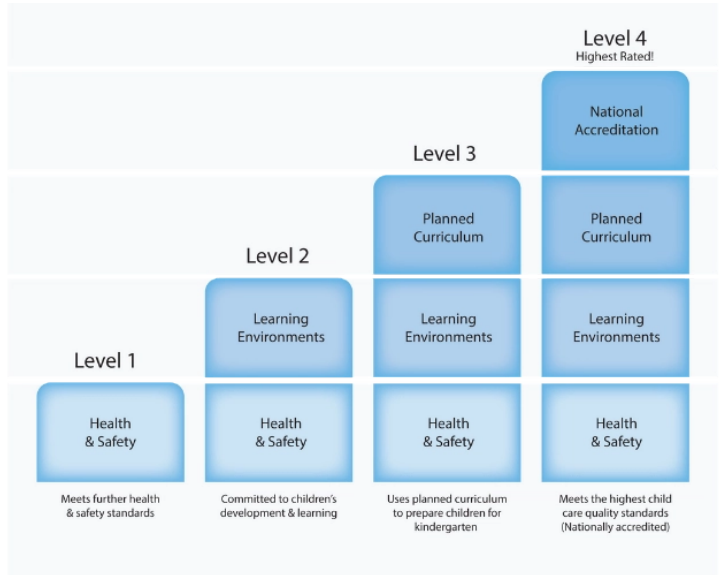 Level 4
Highest Rated!
National
Accreditation
Level 3
Planned
Curriculum
Planned
Curriculum
Level 2
Learning
Environments
Learning
Environments
Learning
Environments
Level 1
Health
& Safety
Health
& Safety
Health
& Safety
Health
& Safety
Meets further health
& safety standards
Committed to children's
development & learning
Uses planned curriculum
to prepare children for
kindergarten
Meets the highest child
care quality standards
(Nationally accredited)